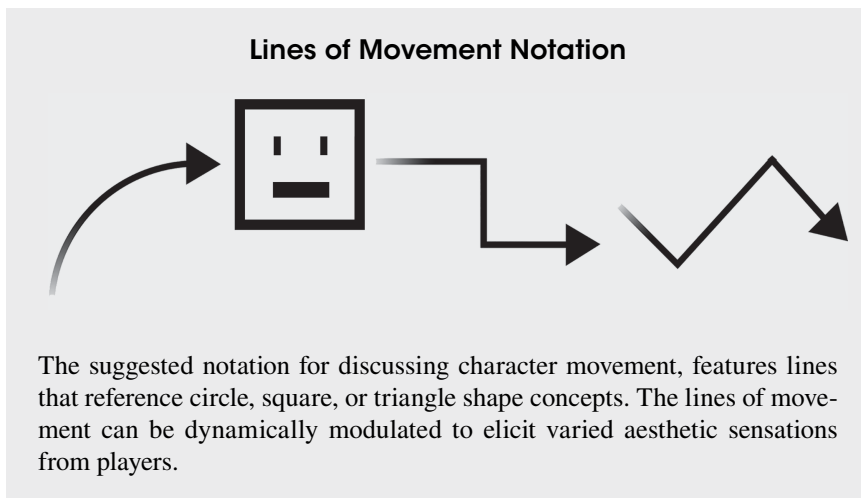 Lines of Movement Notation
The suggested notation for discussing character movement, features lines
that reference circle, square, or triangle shape concepts. The lines of move-
ment can be dynamically modulated to elicit varied aesthetic sensations
from players.